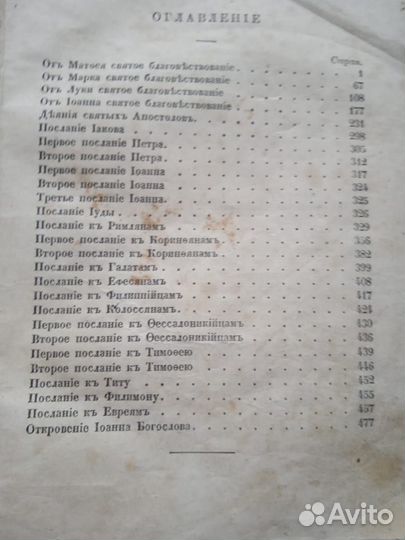 ОГЛАВЛЕНІЕ
Стран.
Отъ Матѳея святое благовѣствованіе 1
Отъ Марка святое благовѣствованіе 67
Отъ Луки святое благовѣствованіе 108
Отъ Іоанна святое благовѣствованіе 177
Дѣянія святыхъ Апостоловъ 231
Посланіе Іакова 298
Первое посланіе Петра 305
Второе посланіе Петра 312
Первое посланіе Іоанна 317
Второе посланіе Іоанна 324
Третье посланіе Іоанна 325
Посланіе Іуды 326
Посланіе къ Римлянамъ 329
Первое посланіе къ Коринѳянамъ 356
Второе посланіе къ Коринѳянамъ 382
Посланіе къ Галатамъ 399
Посланіе къ Ефесянамъ 408
Посланіе къ Филиппійцамъ 417
Посланіе къ Колоссянамъ 424
Первое посланіе къ Ѳессалоникійцамъ 430
Второе посланіе къ Ѳессалоникійцамъ 436
Первое посланіе къ Тимоѳею 439
Второе посланіе къ Тимоѳею 446
Посланіе къ Титу 452
Посланіе къ Филимону 455
Посланіе къ Евреямъ 457
Откровеніе Іоанна Богослова 477
Avito